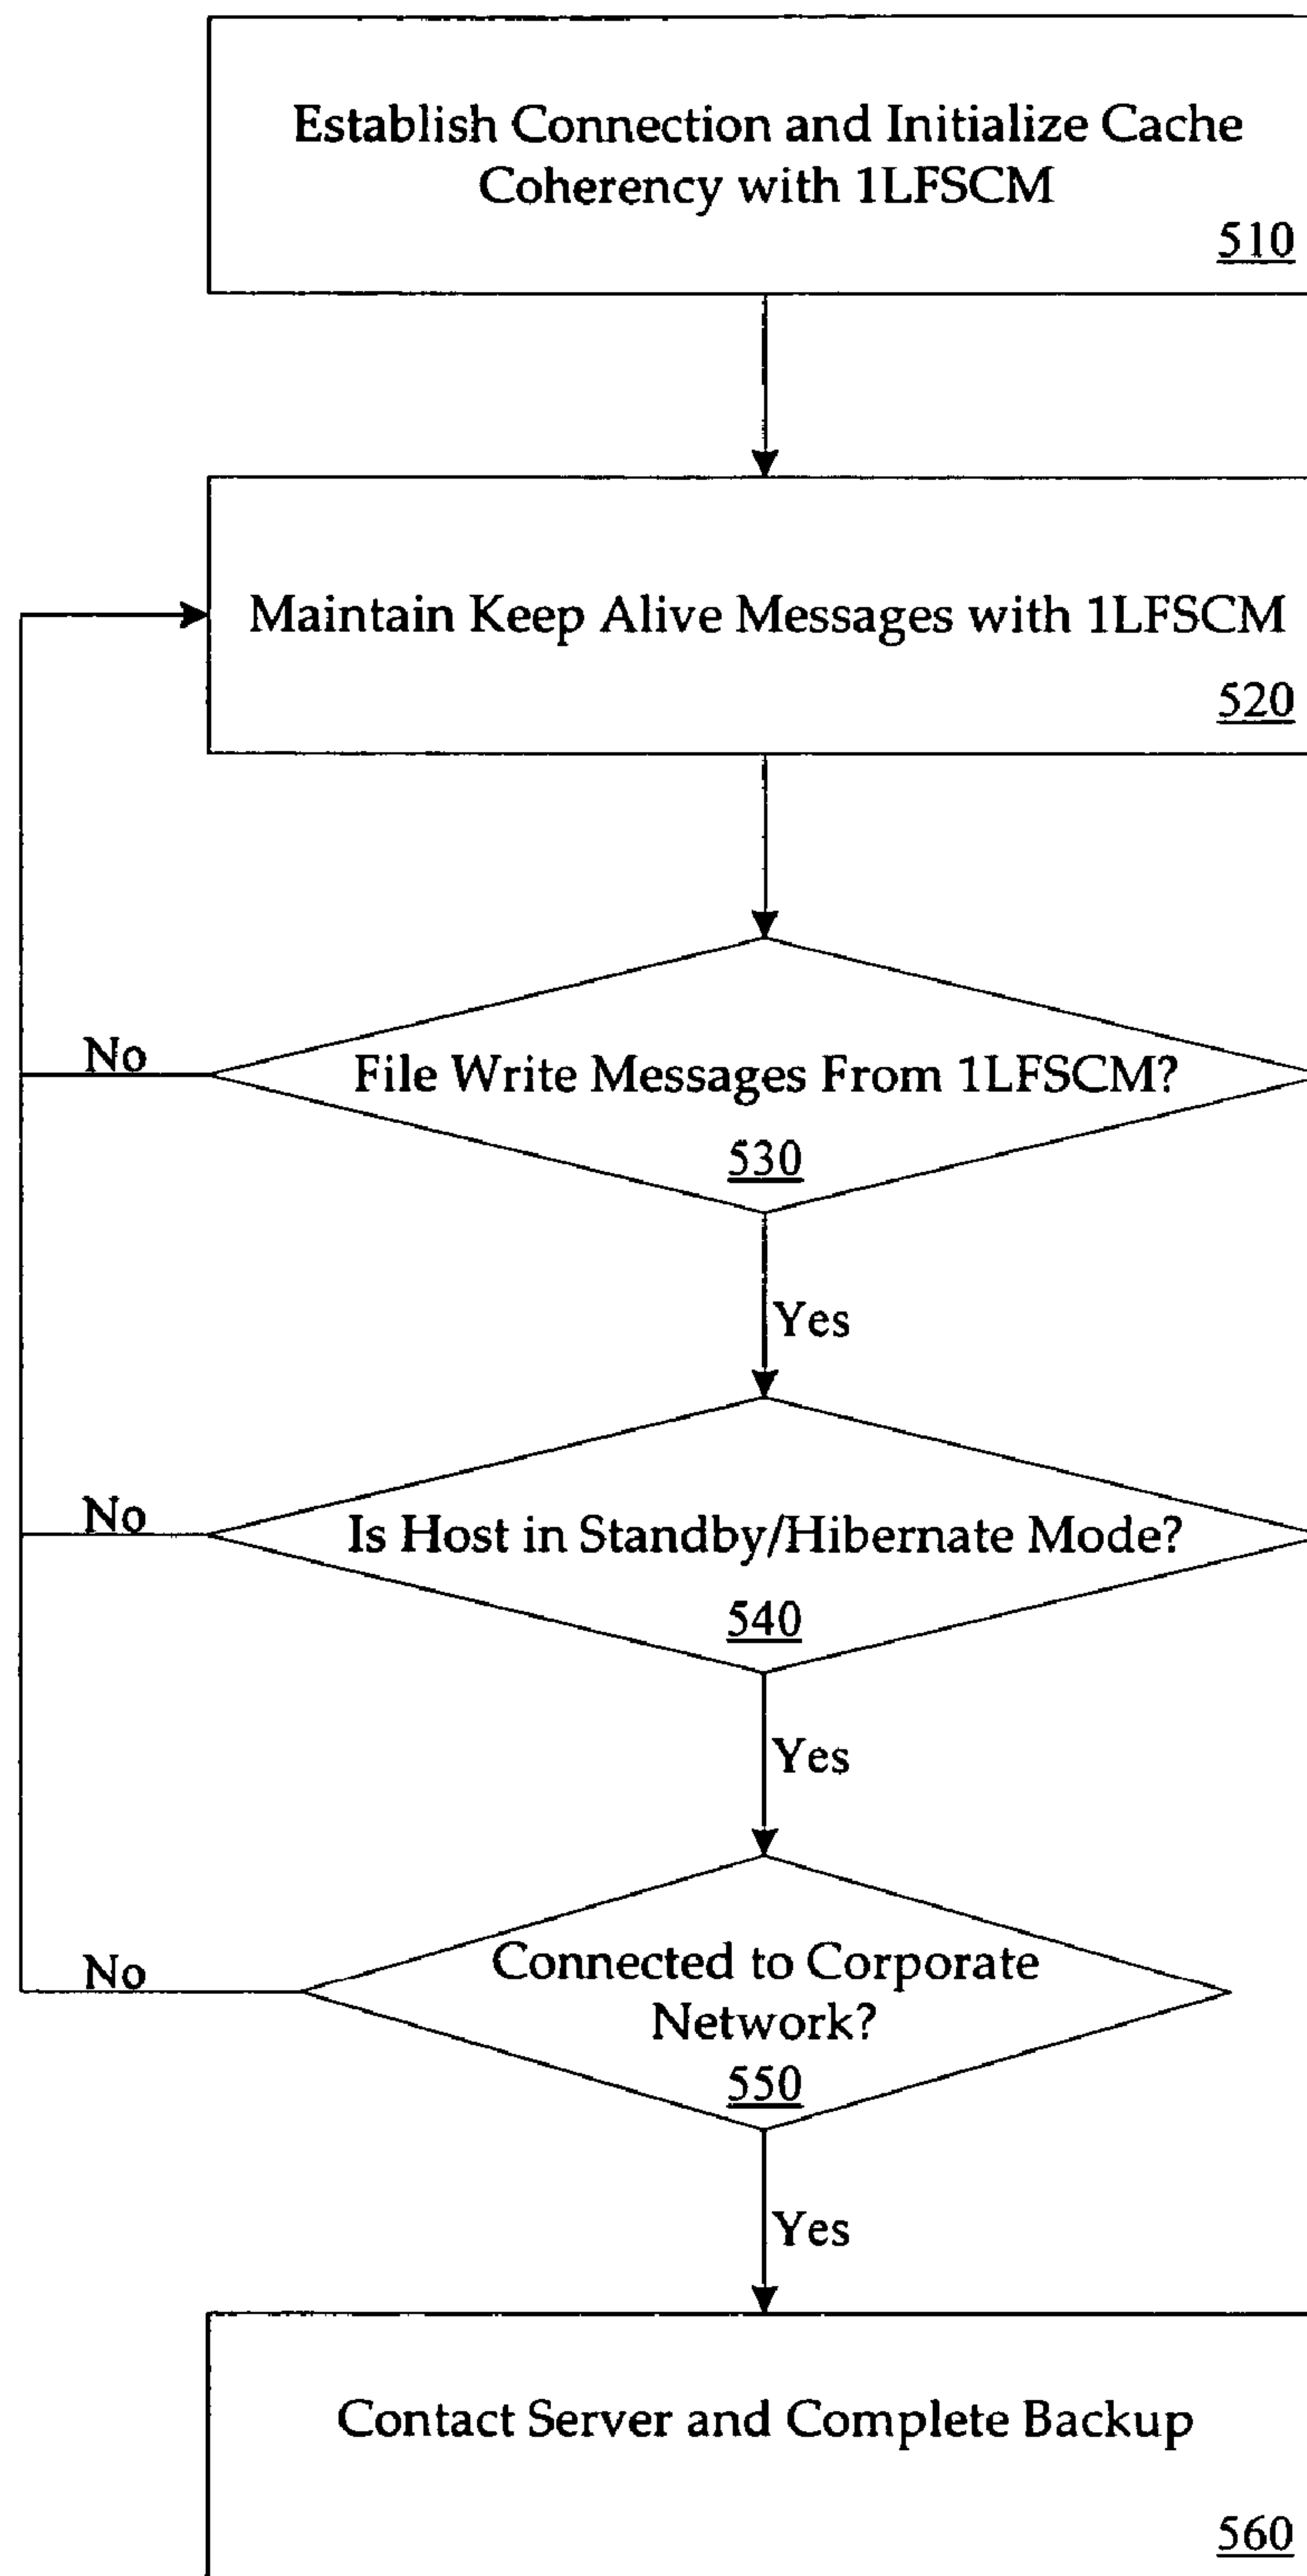 Establish Connection and Initialize Cache
Coherency with 1LFSCM
510
Maintain Keep Alive Messages with 1LFSCM
520
No
File Write Messages From 1LFSCM?
530
Yes
No
Is Host in Standby/Hibernate Mode?
540
Yes
No
Connected to Corporate
Network?
550
Yes
Contact Server and Complete Backup
560